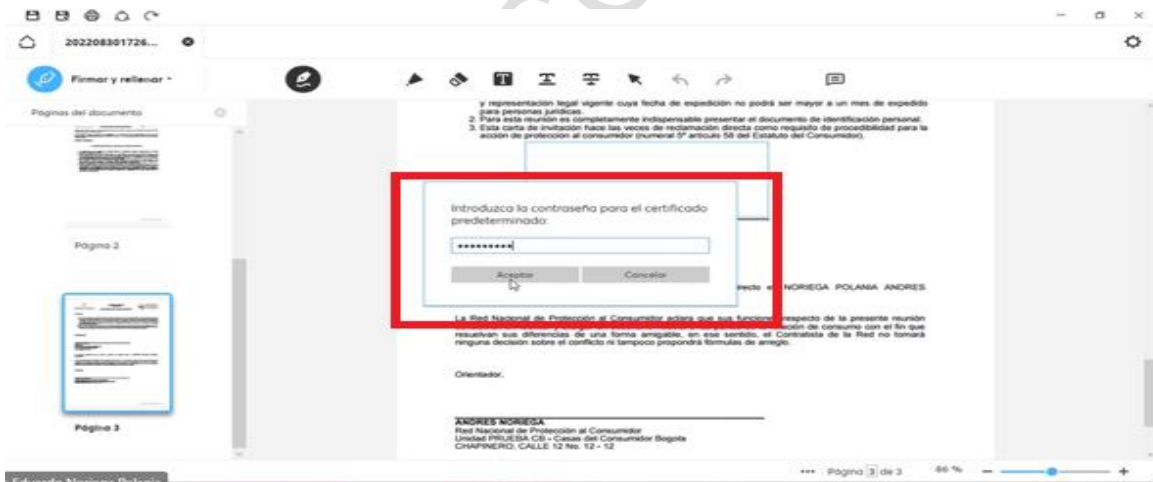 202208301726...
Firmar y rellenar
Páginas del documento
y representación legal vigente cuya fecha de expedición no podrá ser mayor a un mes de expedido
para personas jurídicas.
2. Para esta reunión es completamente indispensable presentar el documento de identificación personal.
3. Esta carta de invitación hace las veces de reclamación directa como requisito de procedibilidad para la
acción de protección al consumidor (numeral 5º artículo 58 del Estatuto del Consumidor).
Introduzca la contraseña para el certificado
predeterminado:
*********
Aceptar Cancelar
Página 2
NORIEGA POLANIA ANDRES
La Red Nacional de Protección al Consumidor aclara que sus funciones respecto de la presente reunión
ación de consumo con el fin que
resuelvan sus diferencias de una forma amigable, en ese sentido, el Contratista de la Red no tomará
ninguna decisión sobre el conflicto ni tampoco propondrá fórmulas de arreglo.
Orientador,
Página 3
ANDRES NORIEGA
Red Nacional de Protección al Consumidor
Unidad PRUEBA CB - Casas del Consumidor Bogota
CHAPINERO, CALLE 12 No. 12 - 12
Página 3 de 3 86 %